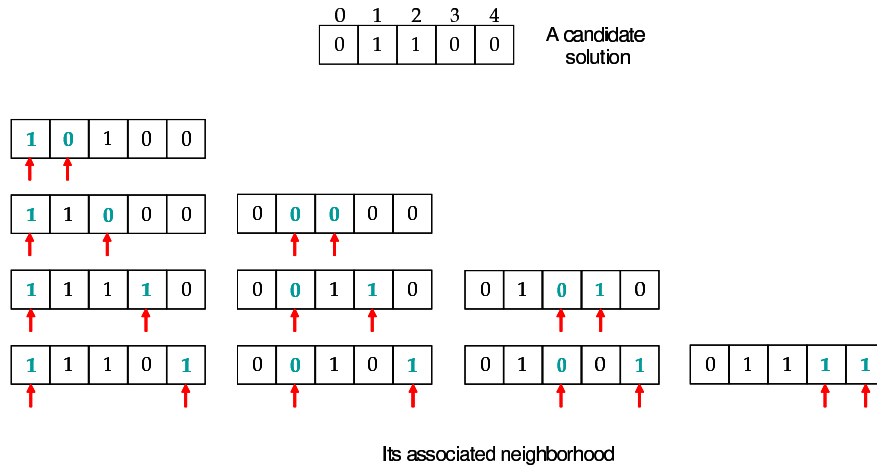 0 1 2 3 4
0 1 1 0 0
A candidate
solution
1 0 1 0 0
1 1 0 0 0
0 0 0 0 0
1 1 1 1 0
0 0 1 1 0
0 1 0 1 0
1 1 1 0 1
0 0 1 0 1
0 1 0 0 1
0 1 1 1 1
Its associated neighborhood